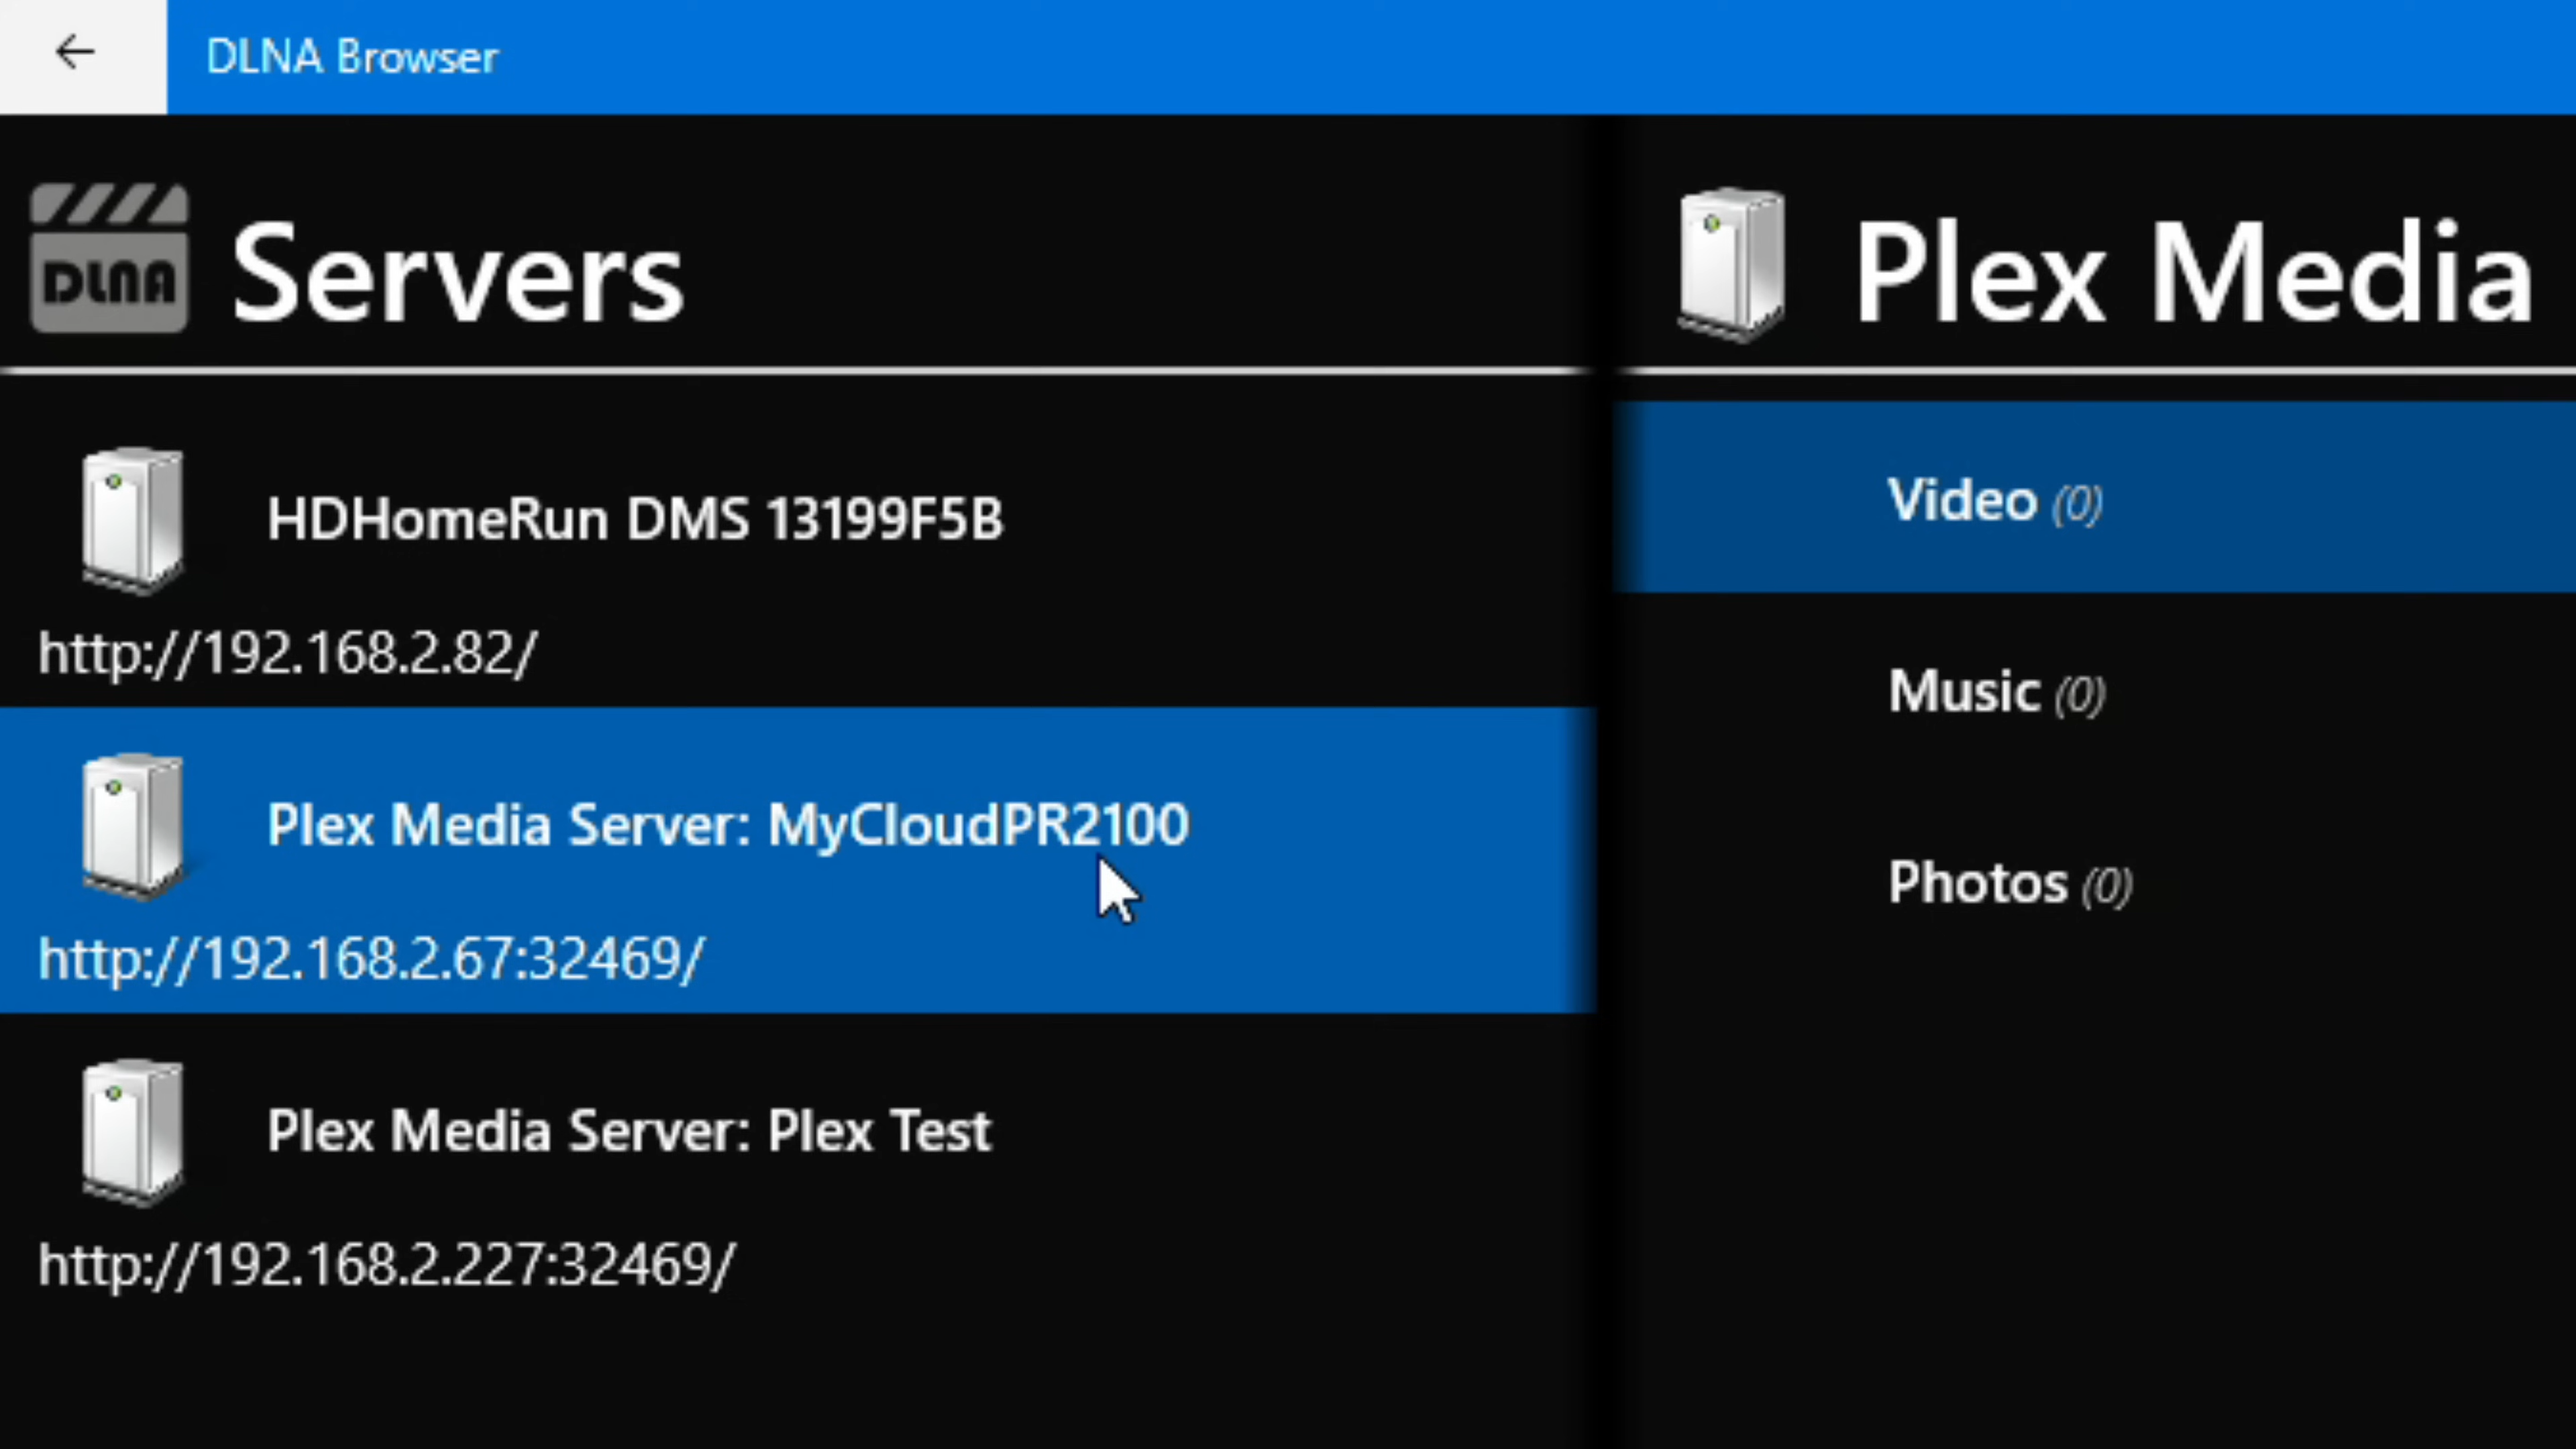 DLNA Browser
DLNA
Servers
HDHomeRun DMS 13199F5B
http://192.168.2.82/
Plex Media Server: MyCloudPR2100
http://192.168.2.67:32469/
Plex Media Server: Plex Test
http://192.168.2.227:32469/
Plex Media
Video (0)
Music (0)
Photos (0)